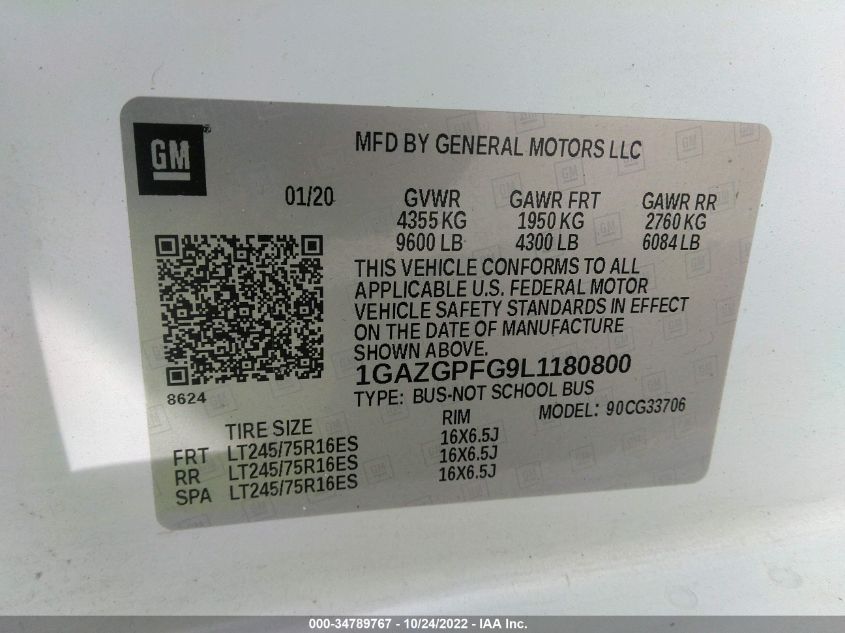 GM
MFD BY GENERAL MOTORS LLC
01/20 GVWR GAWR FRT GAWR RR
4355 KG 1950 KG 2760 KG
9600 LB 4300 LB 6084 LB
THIS VEHICLE CONFORMS TO ALL
APPLICABLE U.S. FEDERAL MOTOR
VEHICLE SAFETY STANDARDS IN EFFECT
ON THE DATE OF MANUFACTURE
SHOWN ABOVE.
1GAZGPFG9L1180800
8624
TYPE: BUS-NOT SCHOOL BUS
MODEL: 90CG33706
TIRE SIZE RIM
FRT LT245/75R16ES 16X6.5J
RR LT245/75R16ES 16X6.5J
SPA LT245/75R16ES 16X6.5J
000-34789767 - 10/24/2022 - IAA Inc.